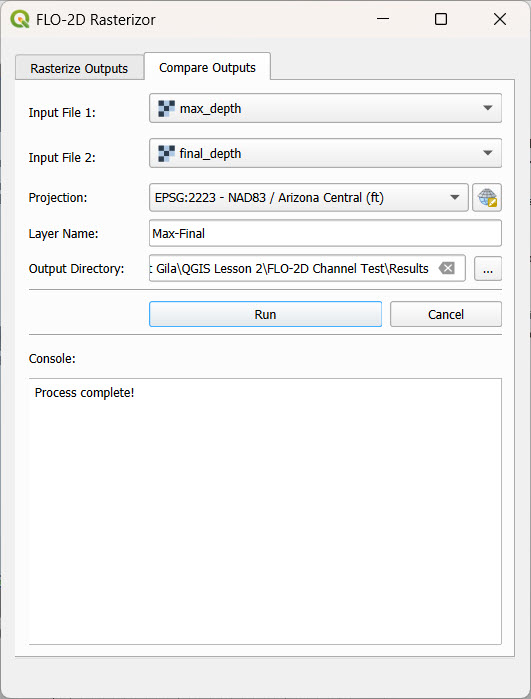 FLO-2D Rasterizor
Rasterize Outputs Compare Outputs
Input File 1: max_depth
Input File 2: final_depth
Projection: EPSG:2223 - NAD83 / Arizona Central (ft)
Layer Name: Max-Final
Output Directory: t Gila\QGIS Lesson 2\FLO-2D Channel Test\Results ...
Run Cancel
Console:
Process complete!